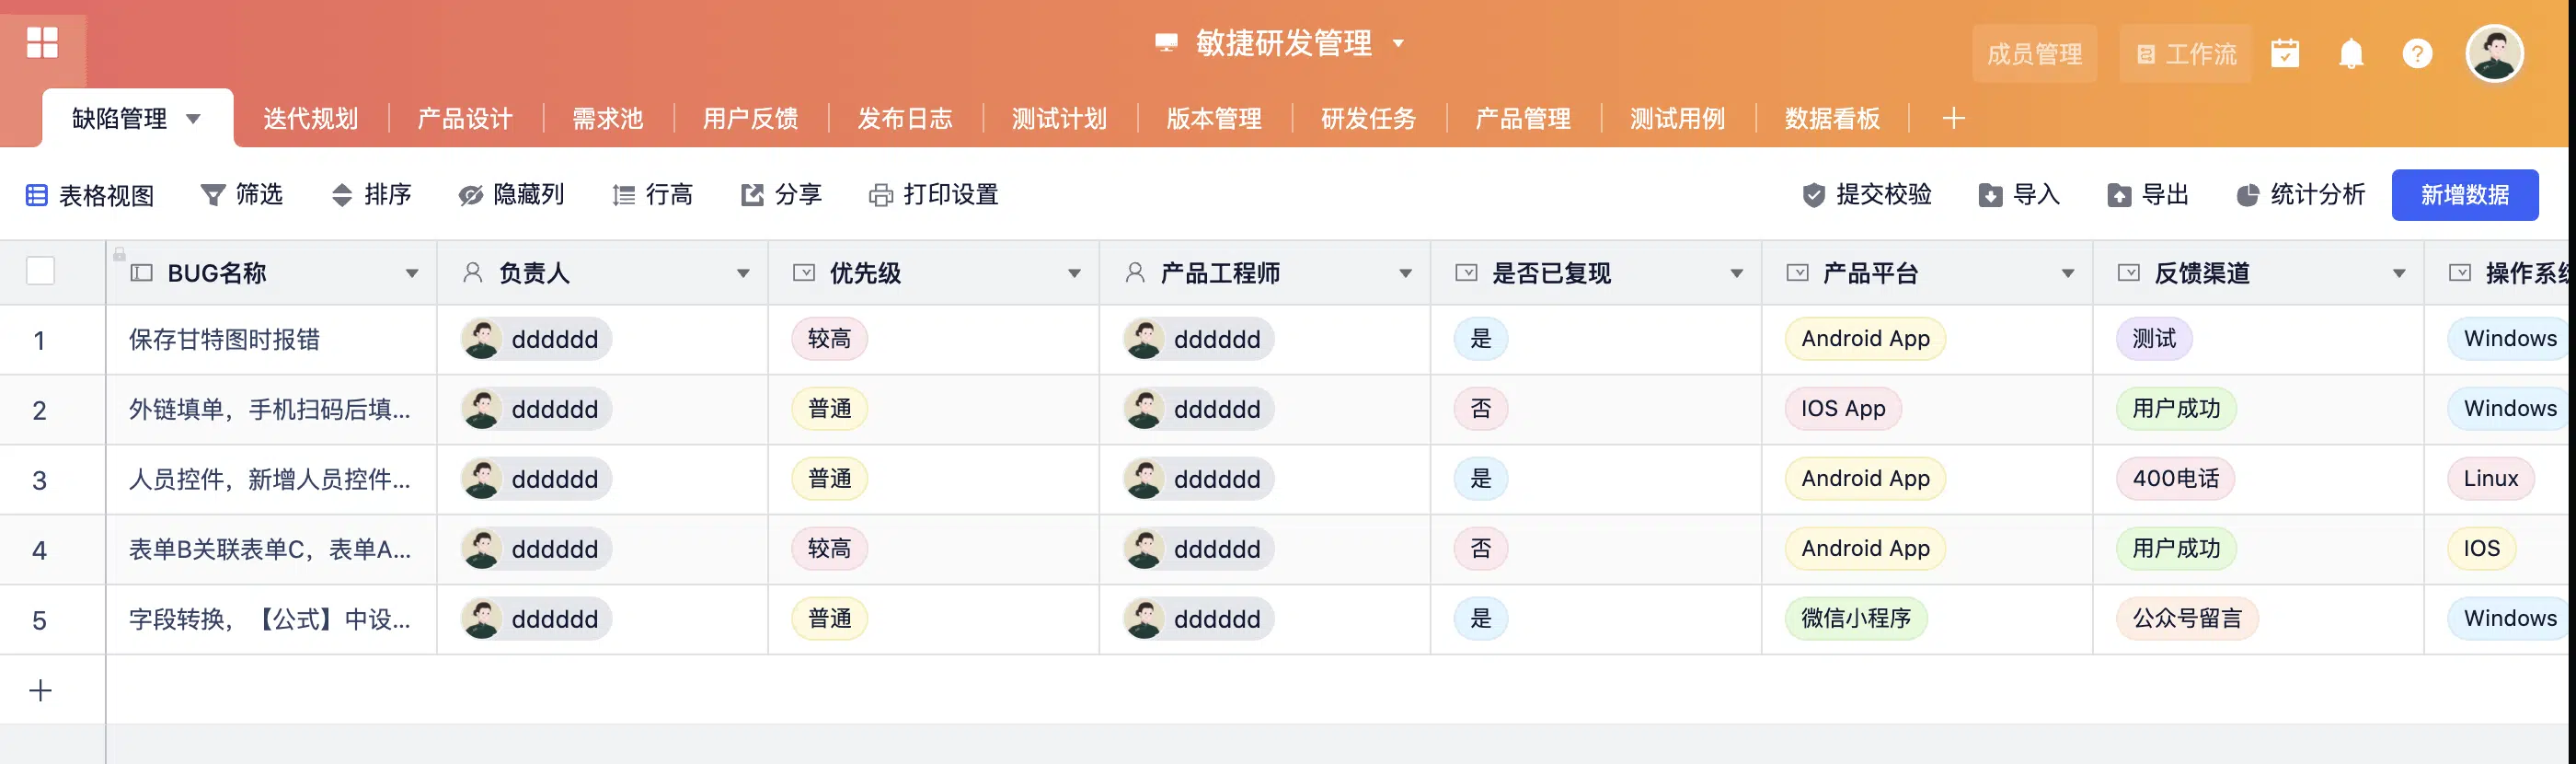 敏捷研发管理
成员管理 工作流
缺陷管理 迭代规划 产品设计 需求池 用户反馈 发布日志 测试计划 版本管理 研发任务 产品管理 测试用例 数据看板
表格视图 筛选 排序 隐藏列 行高 分享 打印设置 提交校验 导入 导出 统计分析 新增数据
BUG名称 负责人 优先级 产品工程师 是否已复现 产品平台 反馈渠道 操作系统
1 保存甘特图时报错 dddddd 较高 dddddd 是 Android App 测试 Windows
2 外链填单，手机扫码后填... dddddd 普通 dddddd 否 IOS App 用户成功 Windows
3 人员控件，新增人员控件... dddddd 普通 dddddd 是 Android App 400电话 Linux
4 表单B关联表单C，表单A... dddddd 较高 dddddd 否 Android App 用户成功 IOS
5 字段转换，【公式】中设... dddddd 普通 dddddd 是 微信小程序 公众号留言 Windows